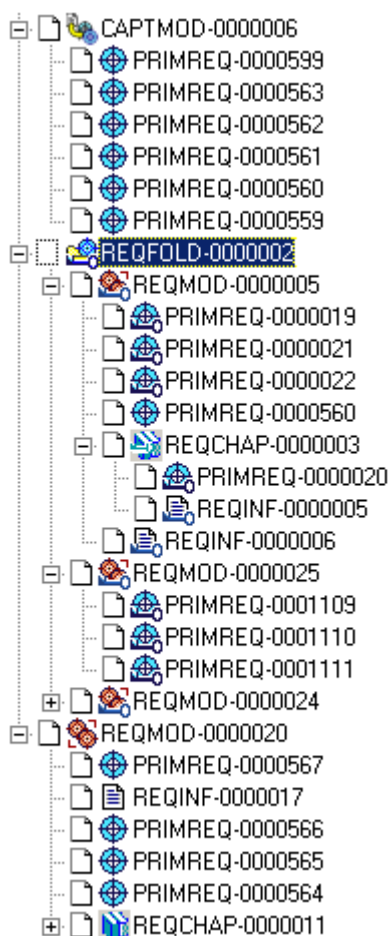 CAPTMOD-0000006
PRIMREQ-0000599
PRIMREQ-0000563
PRIMREQ-0000562
PRIMREQ-0000561
PRIMREQ-0000560
PRIMREQ-0000559
REQFOLD-0000002
REQMOD-0000005
PRIMREQ-0000019
PRIMREQ-0000021
PRIMREQ-0000022
PRIMREQ-0000560
REQCHAP-0000003
PRIMREQ-0000020
REQINF-0000005
REQINF-0000006
REQMOD-0000025
PRIMREQ-0001109
PRIMREQ-0001110
PRIMREQ-0001111
REQMOD-0000024
REQMOD-0000020
PRIMREQ-0000567
REQINF-0000017
PRIMREQ-0000566
PRIMREQ-0000565
PRIMREQ-0000564
REQCHAP-0000011